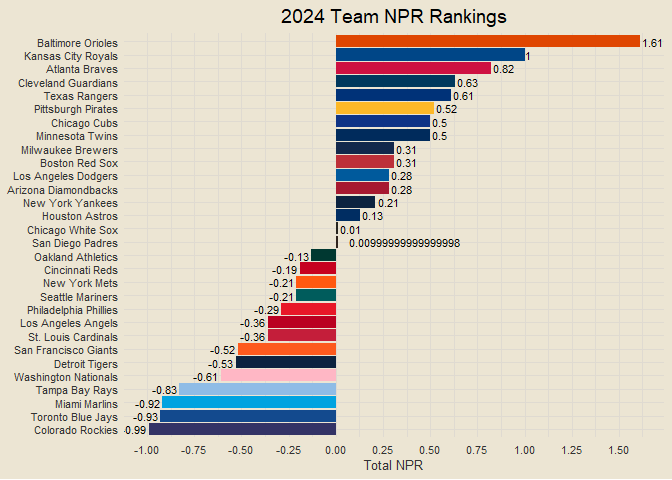 2024 Team NPR Rankings
Baltimore Orioles 1.61
Kansas City Royals 1
Atlanta Braves 0.82
Cleveland Guardians 0.63
Texas Rangers 0.61
Pittsburgh Pirates 0.52
Chicago Cubs 0.5
Minnesota Twins 0.5
Milwaukee Brewers 0.31
Boston Red Sox 0.31
Los Angeles Dodgers 0.28
Arizona Diamondbacks 0.28
New York Yankees 0.21
Houston Astros 0.13
Chicago White Sox 0.01
San Diego Padres 0.00999999999999998
Oakland Athletics -0.13
Cincinnati Reds -0.19
New York Mets -0.21
Seattle Mariners -0.21
Philadelphia Phillies -0.29
Los Angeles Angels -0.36
St. Louis Cardinals -0.36
San Francisco Giants -0.52
Detroit Tigers -0.53
Washington Nationals -0.61
Tampa Bay Rays -0.83
Miami Marlins -0.92
Toronto Blue Jays -0.93
Colorado Rockies -0.99
-1.00 -0.75 -0.50 -0.25 0.00 0.25 0.50 0.75 1.00 1.25 1.50
Total NPR